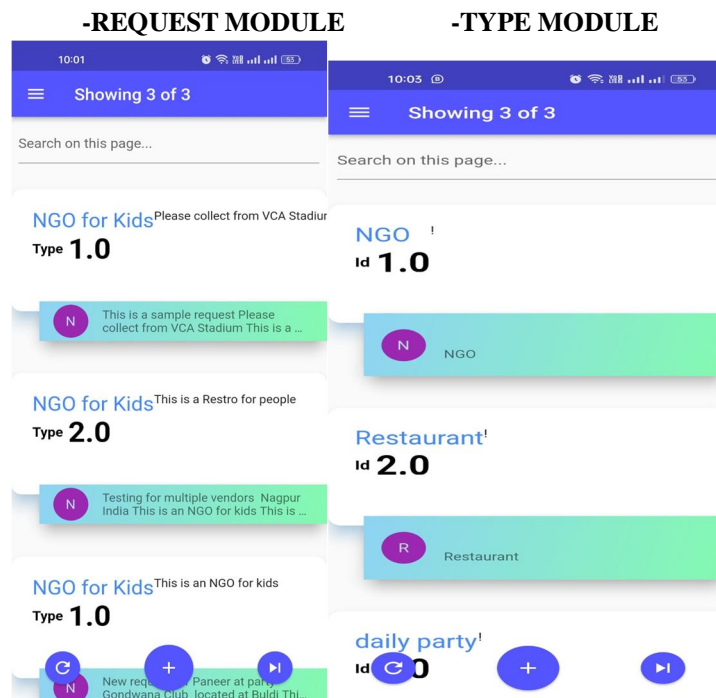 -REQUEST MODULE
-TYPE MODULE
10:01
53
Showing 3 of 3
Search on this page...
NGO for Kids Please collect from VCA Stadiur
Type 1.0
N
This is a sample request Please
collect from VCA Stadium This is a ...
NGO for Kids This is a Restro for people
Type 2.0
N
Testing for multiple vendors Nagpur
India This is an NGO for kids This is ...
NGO for Kids This is an NGO for kids
Type 1.0
N
New Paneer at
Gondwana Club located at Buldi Thi...
10:03
53
Showing 3 of 3
Search on this page...
NGO !
Id 1.0
N
NGO
Restaurant!
Id 2.0
R
Restaurant
daily party!
Id